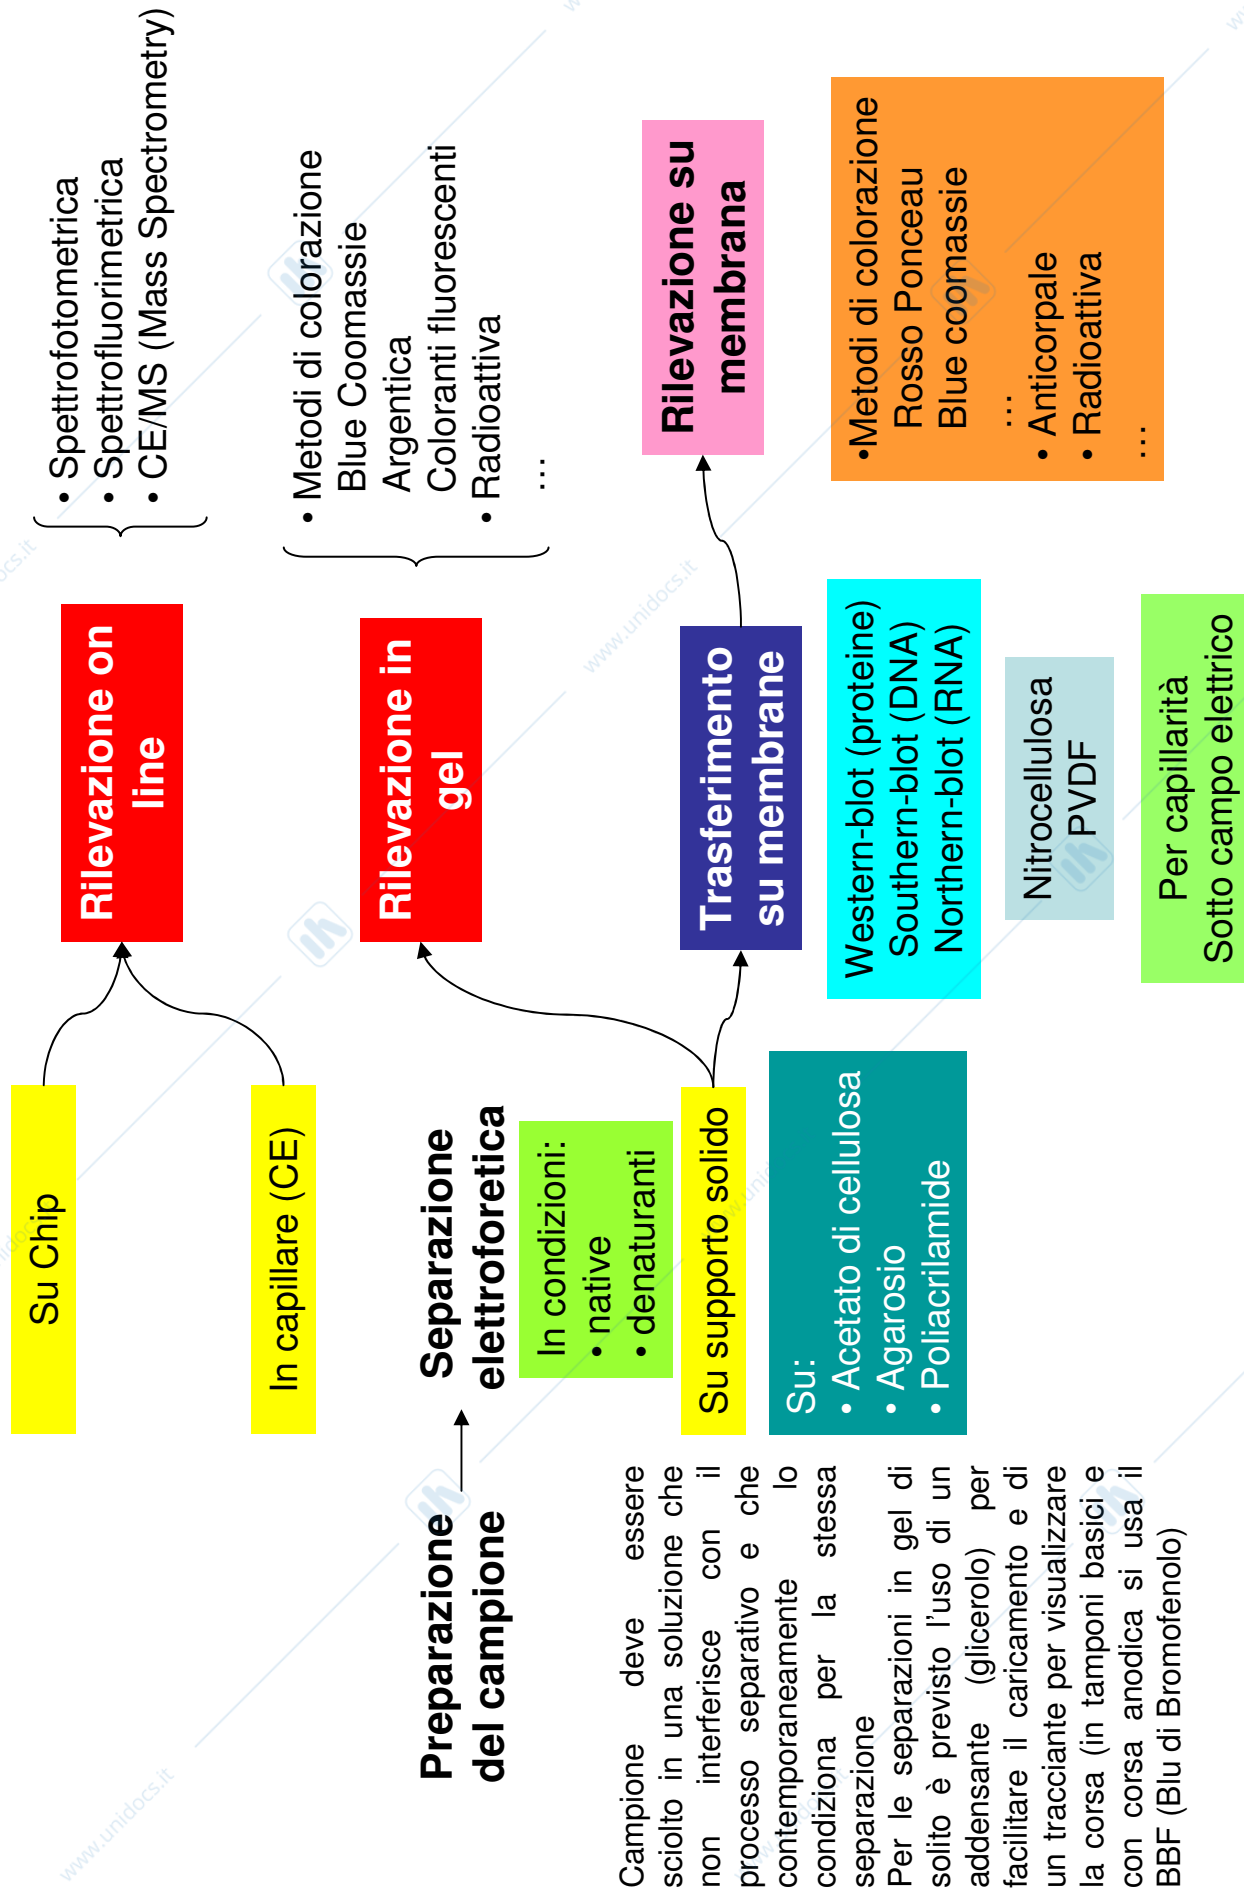 Preparazione
del campione
Campione deve essere
sciolto in una soluzione che
non interferisce con il
processo separativo e che
contemporaneamente lo
condiziona per la stessa
separazione
Per le separazioni in gel di
solito è previsto l'uso di un
addensante (glicerolo) per
facilitare il caricamento e di
un tracciante per visualizzare
la corsa (in tamponi basici e
con corsa anodica si usa il
BBF (Blu di Bromofenolo)
Su Chip
In capillare (CE)
Separazione
elettroforetica
In condizioni:
• native
• denaturanti
Su supporto solido
Su:
• Acetato di cellulosa
• Agarosio
• Poliacrilamide
Rilevazione on
line
Rilevazione in
gel
Trasferimento
su membrane
Western-blot (proteine)
Southern-blot (DNA)
Northern-blot (RNA)
Nitrocellulosa
PVDF
Per capillarità
Sotto campo elettrico
• Spettrofotometrica
• Spettrofluorimetrica
• CE/MS (Mass Spectrometry)
• Metodi di colorazione
Blue Coomassie
Argentica
Coloranti fluorescenti
• Radioattiva
…
Rilevazione su
membrana
•Metodi di colorazione
Rosso Ponceau
Blue coomassie
…
• Anticorpale
• Radioattiva
…
www.unidocs.it
www.unidocs.it